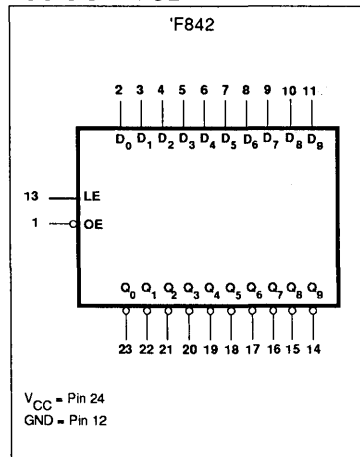 'F842
2 3 4 5 6 7 8 9 10 11
D0 D1 D2 D3 D4 D5 D6 D7 D8 D9
13 LE
1 OE
Q0 Q1 Q2 Q3 Q4 Q5 Q6 Q7 Q8 Q9
23 22 21 20 19 18 17 16 15 14
VCC = Pin 24
GND = Pin 12